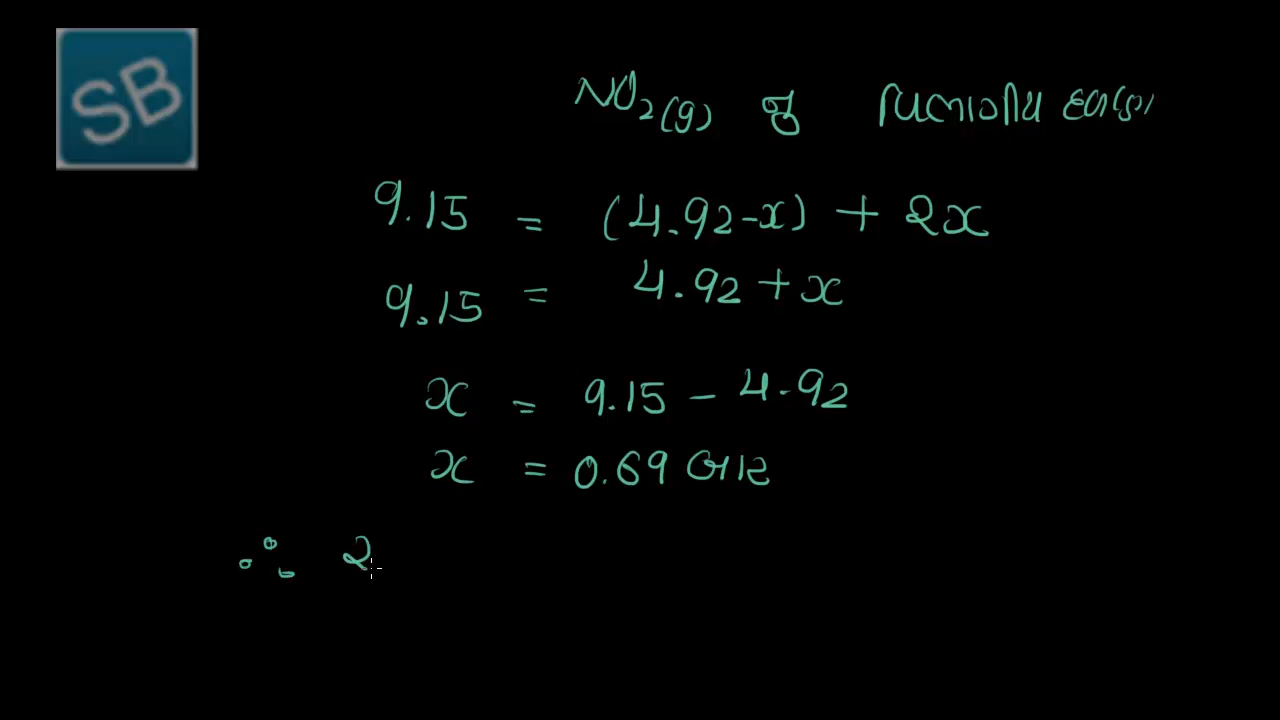 SB
NO₂(g) નું
9.15 = (4.92-x) + 2x
9.15 = 4.92 + x
x = 9.15 - 4.92
x = 0.69
∴ 2